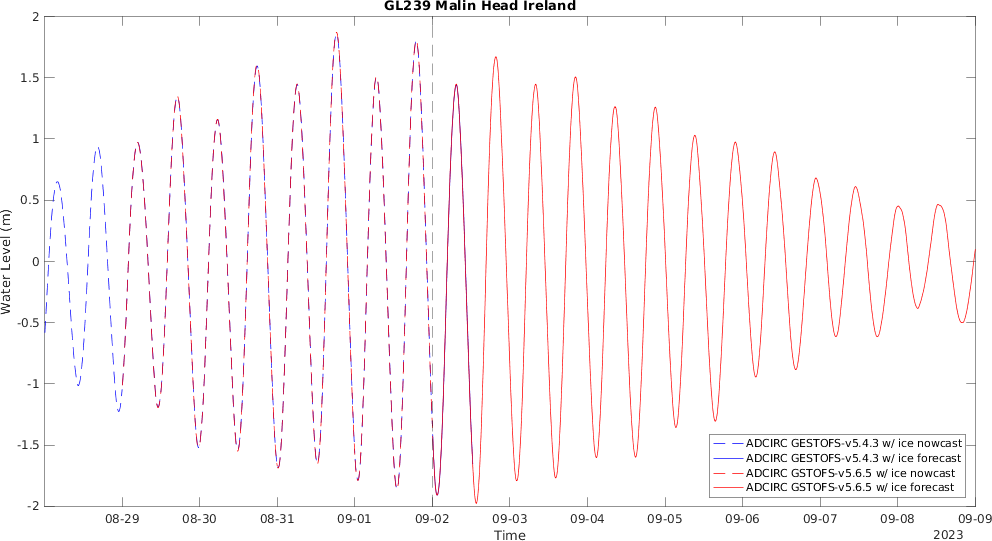 GL239 Malin Head Ireland
Water Level (m)
2
1.5
1
0.5
0
-0.5
-1
-1.5
-2
08-29 08-30 08-31 09-01 09-02 09-03 09-04 09-05 09-06 09-07 09-08 09-09
Time
2023
ADCIRC GESTOFS-v5.4.3 w/ ice nowcast
ADCIRC GESTOFS-v5.4.3 w/ ice forecast
ADCIRC GSTOFS-v5.6.5 w/ ice nowcast
ADCIRC GSTOFS-v5.6.5 w/ ice forecast